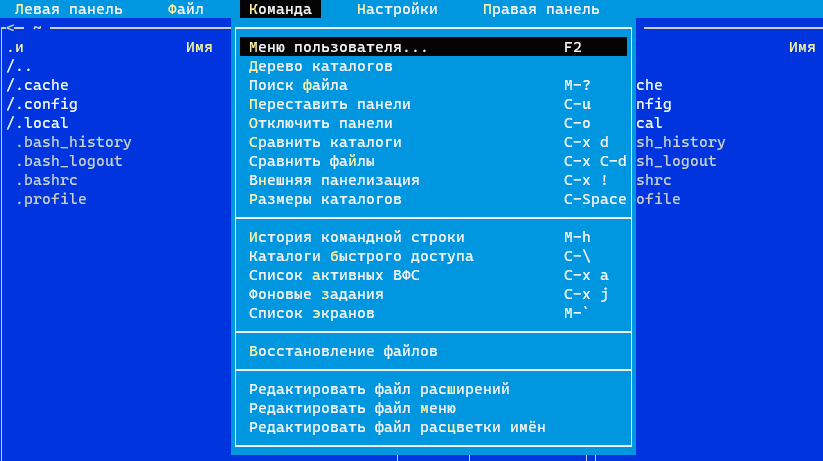 Левая панель Файл Команда Настройки Правая панель
<— ~
.и Имя Имя
Меню пользователя... F2
/..
Дерево каталогов
/.cache Поиск файла M-? che
/.config Переставить панели C-u nfig
/.local Отключить панели C-o cal
.bash_history Сравнить каталоги C-x d sh_history
.bash_logout Сравнить файлы C-x C-d sh_logout
.bashrc Внешняя панелизация C-x ! shrc
.profile Размеры каталогов C-Space ofile
История командной строки M-h
Каталоги быстрого доступа C-\
Список активных ВФС C-x a
Фоновые задания C-x j
Список экранов M-`
Восстановление файлов
Редактировать файл расширений
Редактировать файл меню
Редактировать файл расцветки имён